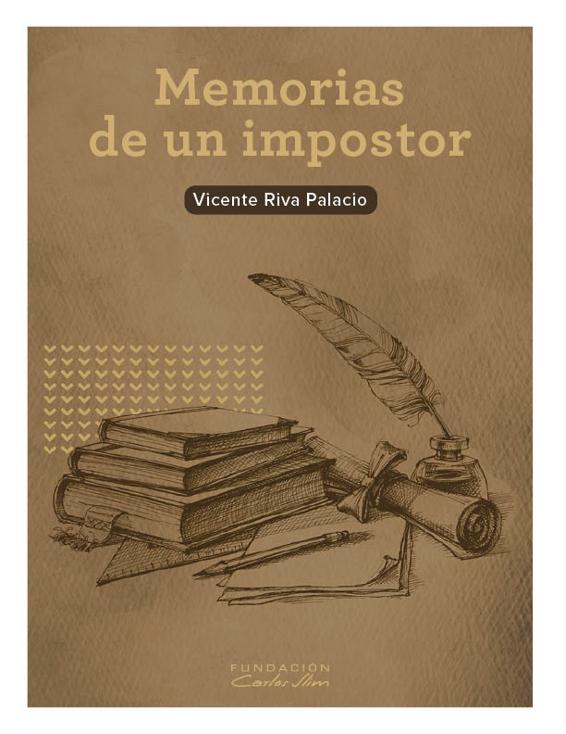 Memorias
de un impostor
Vicente Riva Palacio
FUNDACIÓN
Carlos Slim